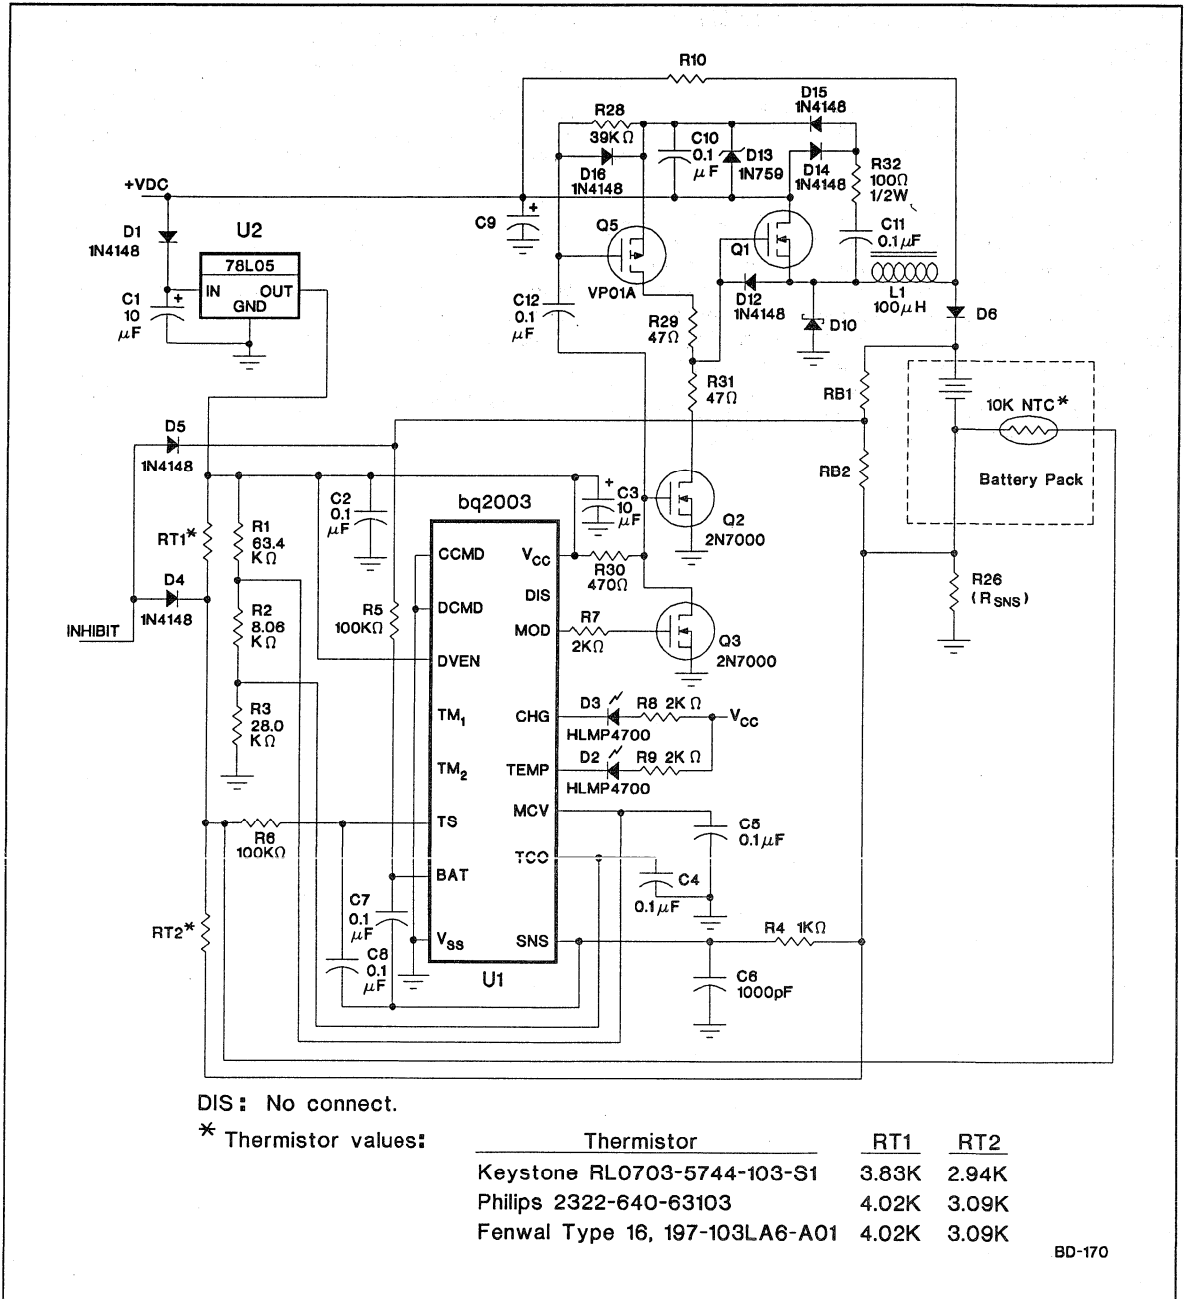 R10
D15
1N4148
R28
39KΩ
C10
0.1
μF
D13
1N759
D14
1N4148
R32
100Ω
1/2W
D16
1N4148
+VDC
D1
1N4148
U2
78L05
IN
OUT
GND
C1
10
μF
+
C9
+
Q5
VP01A
Q1
C11
0.1μF
L1
100μH
D12
1N4148
D10
D6
C12
0.1
μF
R29
47Ω
R31
47Ω
RB1
RB2
10K NTC*
Battery Pack
D5
1N4148
RT1*
R1
63.4
KΩ
C2
0.1
μF
bq2003
+
C3
10
μF
Q2
2N7000
D4
1N4148
INHIBIT
R2
8.06
KΩ
R5
100KΩ
CCMD
DCMD
DVEN
TM1
TM2
TS
BAT
VSS
VCC
DIS
MOD
CHG
TEMP
MCV
TCO
SNS
U1
R30
470Ω
R7
2KΩ
Q3
2N7000
R26
(RSNS)
R3
28.0
KΩ
D3
HLMP4700
R8 2KΩ
VCC
D2
HLMP4700
R9 2KΩ
R6
100KΩ
C5
0.1μF
C4
0.1μF
RT2*
C7
0.1
μF
C8
0.1
μF
R4 1KΩ
C6
1000pF
DIS: No connect.
* Thermistor values:
Thermistor RT1 RT2
Keystone RL0703-5744-103-S1 3.83K 2.94K
Philips 2322-640-63103 4.02K 3.09K
Fenwal Type 16, 197-103LA6-A01 4.02K 3.09K
BD-170